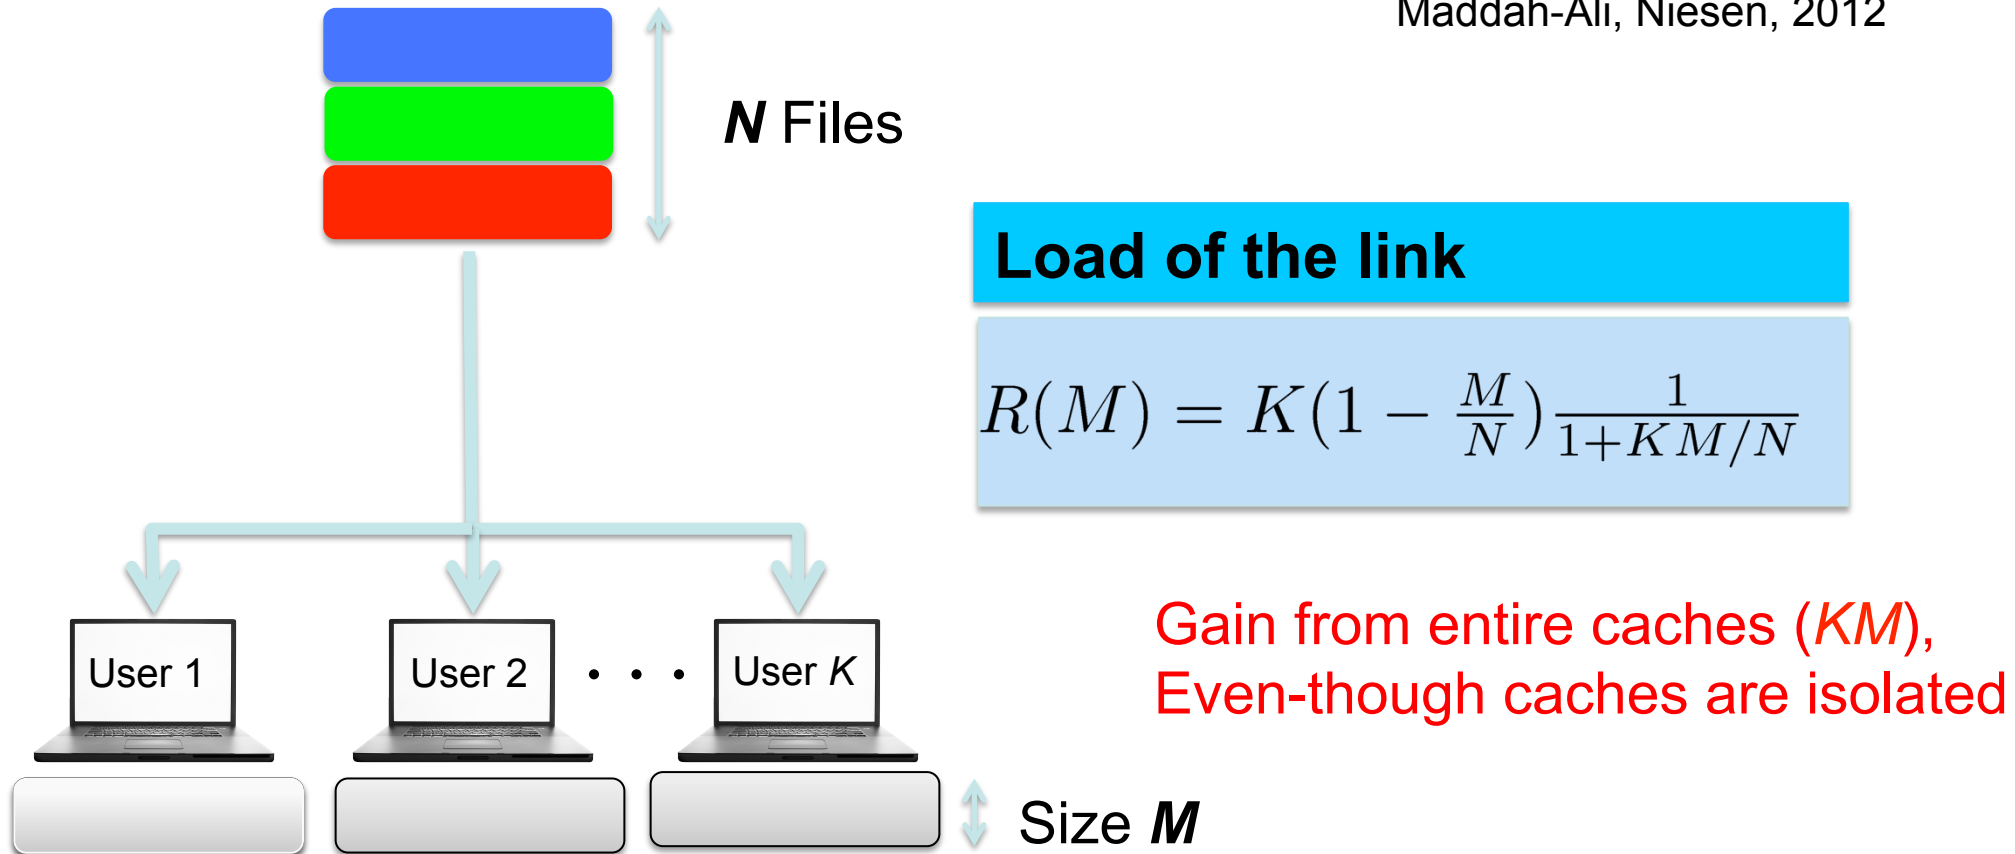 Maddah-Ali, Niesen, 2012
N Files
Load of the link
R(M) = K(1 − M/N) 1/(1+KM/N)
Gain from entire caches (KM),
Even-though caches are isolated
User 1 User 2 · · · User K
Size M